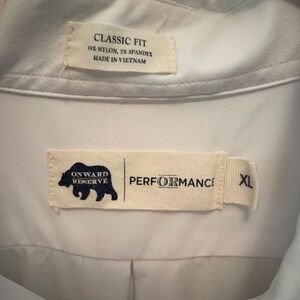 CLASSIC FIT
95% NYLON, 5% SPANDEX
MADE IN VIETNAM
ONWARD
RESERVE
PERFORMANCE
XL